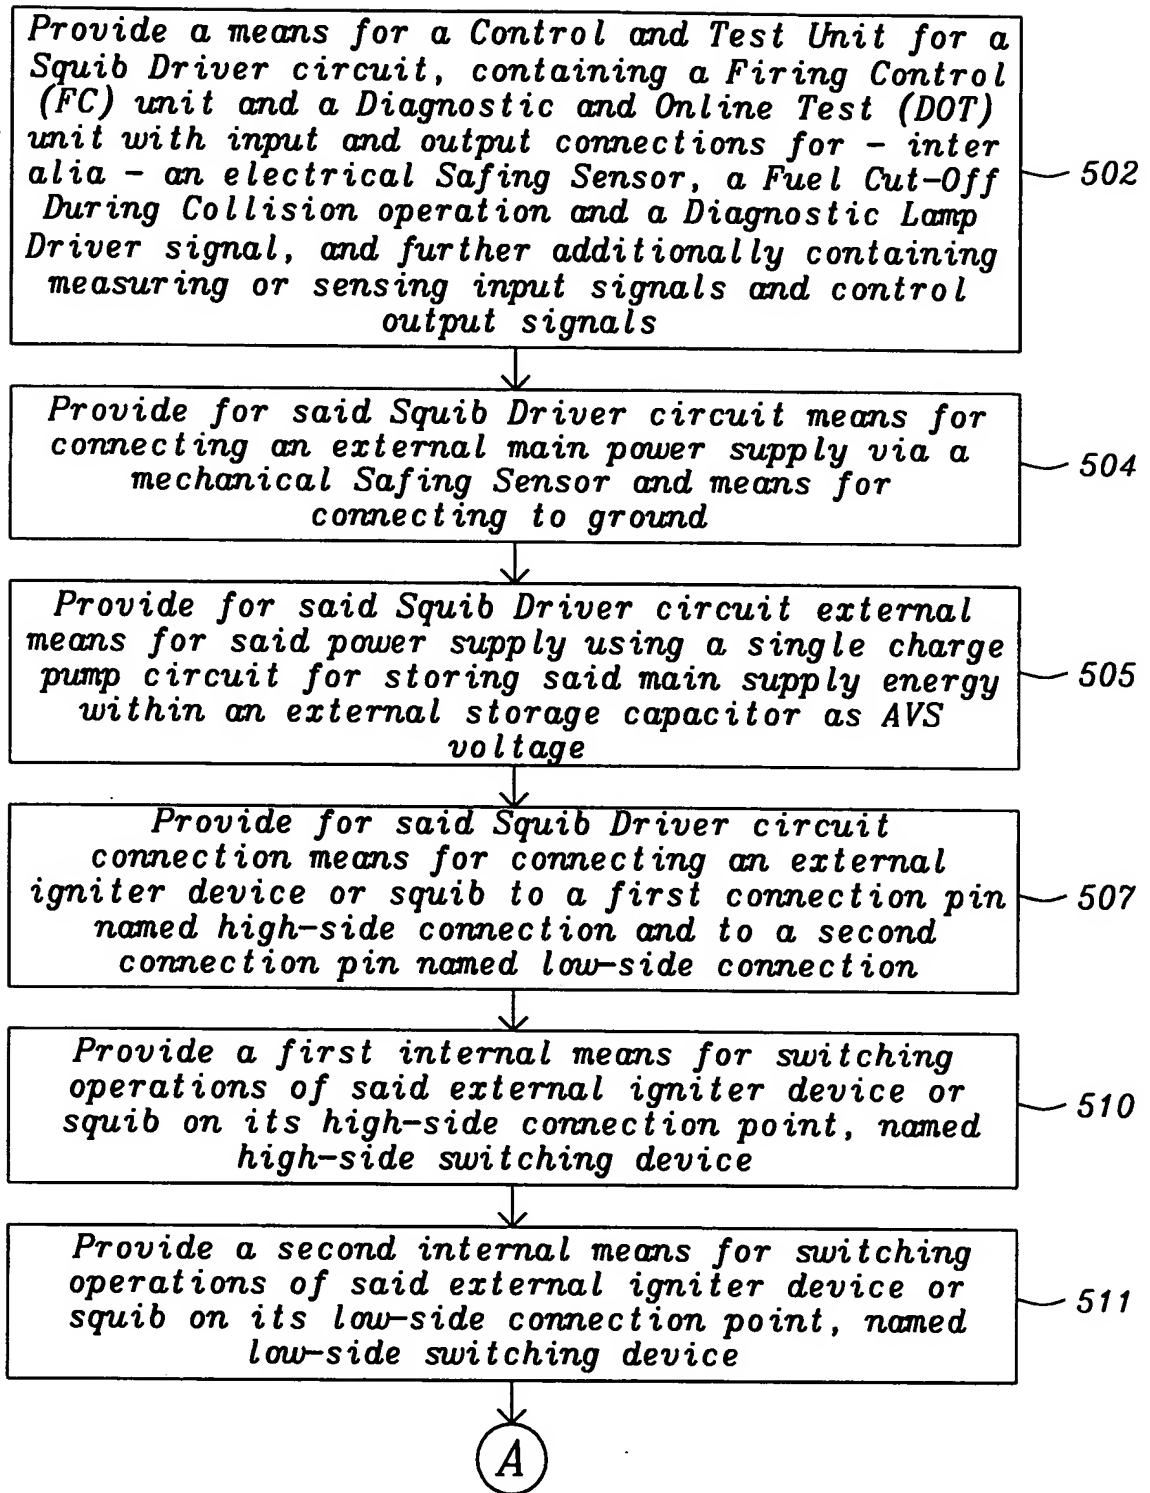 Provide a means for a Control and Test Unit for a
Squib Driver circuit, containing a Firing Control
(FC) unit and a Diagnostic and Online Test (DOT)
unit with input and output connections for - inter
alia - an electrical Safing Sensor, a Fuel Cut-Off
During Collision operation and a Diagnostic Lamp
Driver signal, and further additionally containing
measuring or sensing input signals and control
output signals
502
Provide for said Squib Driver circuit means for
connecting an external main power supply via a
mechanical Safing Sensor and means for
connecting to ground
504
Provide for said Squib Driver circuit external
means for said power supply using a single charge
pump circuit for storing said main supply energy
within an external storage capacitor as AVS
voltage
505
Provide for said Squib Driver circuit
connection means for connecting an external
igniter device or squib to a first connection pin
named high-side connection and to a second
connection pin named low-side connection
507
Provide a first internal means for switching
operations of said external igniter device or
squib on its high-side connection point, named
high-side switching device
510
Provide a second internal means for switching
operations of said external igniter device or
squib on its low-side connection point, named
low-side switching device
511
A